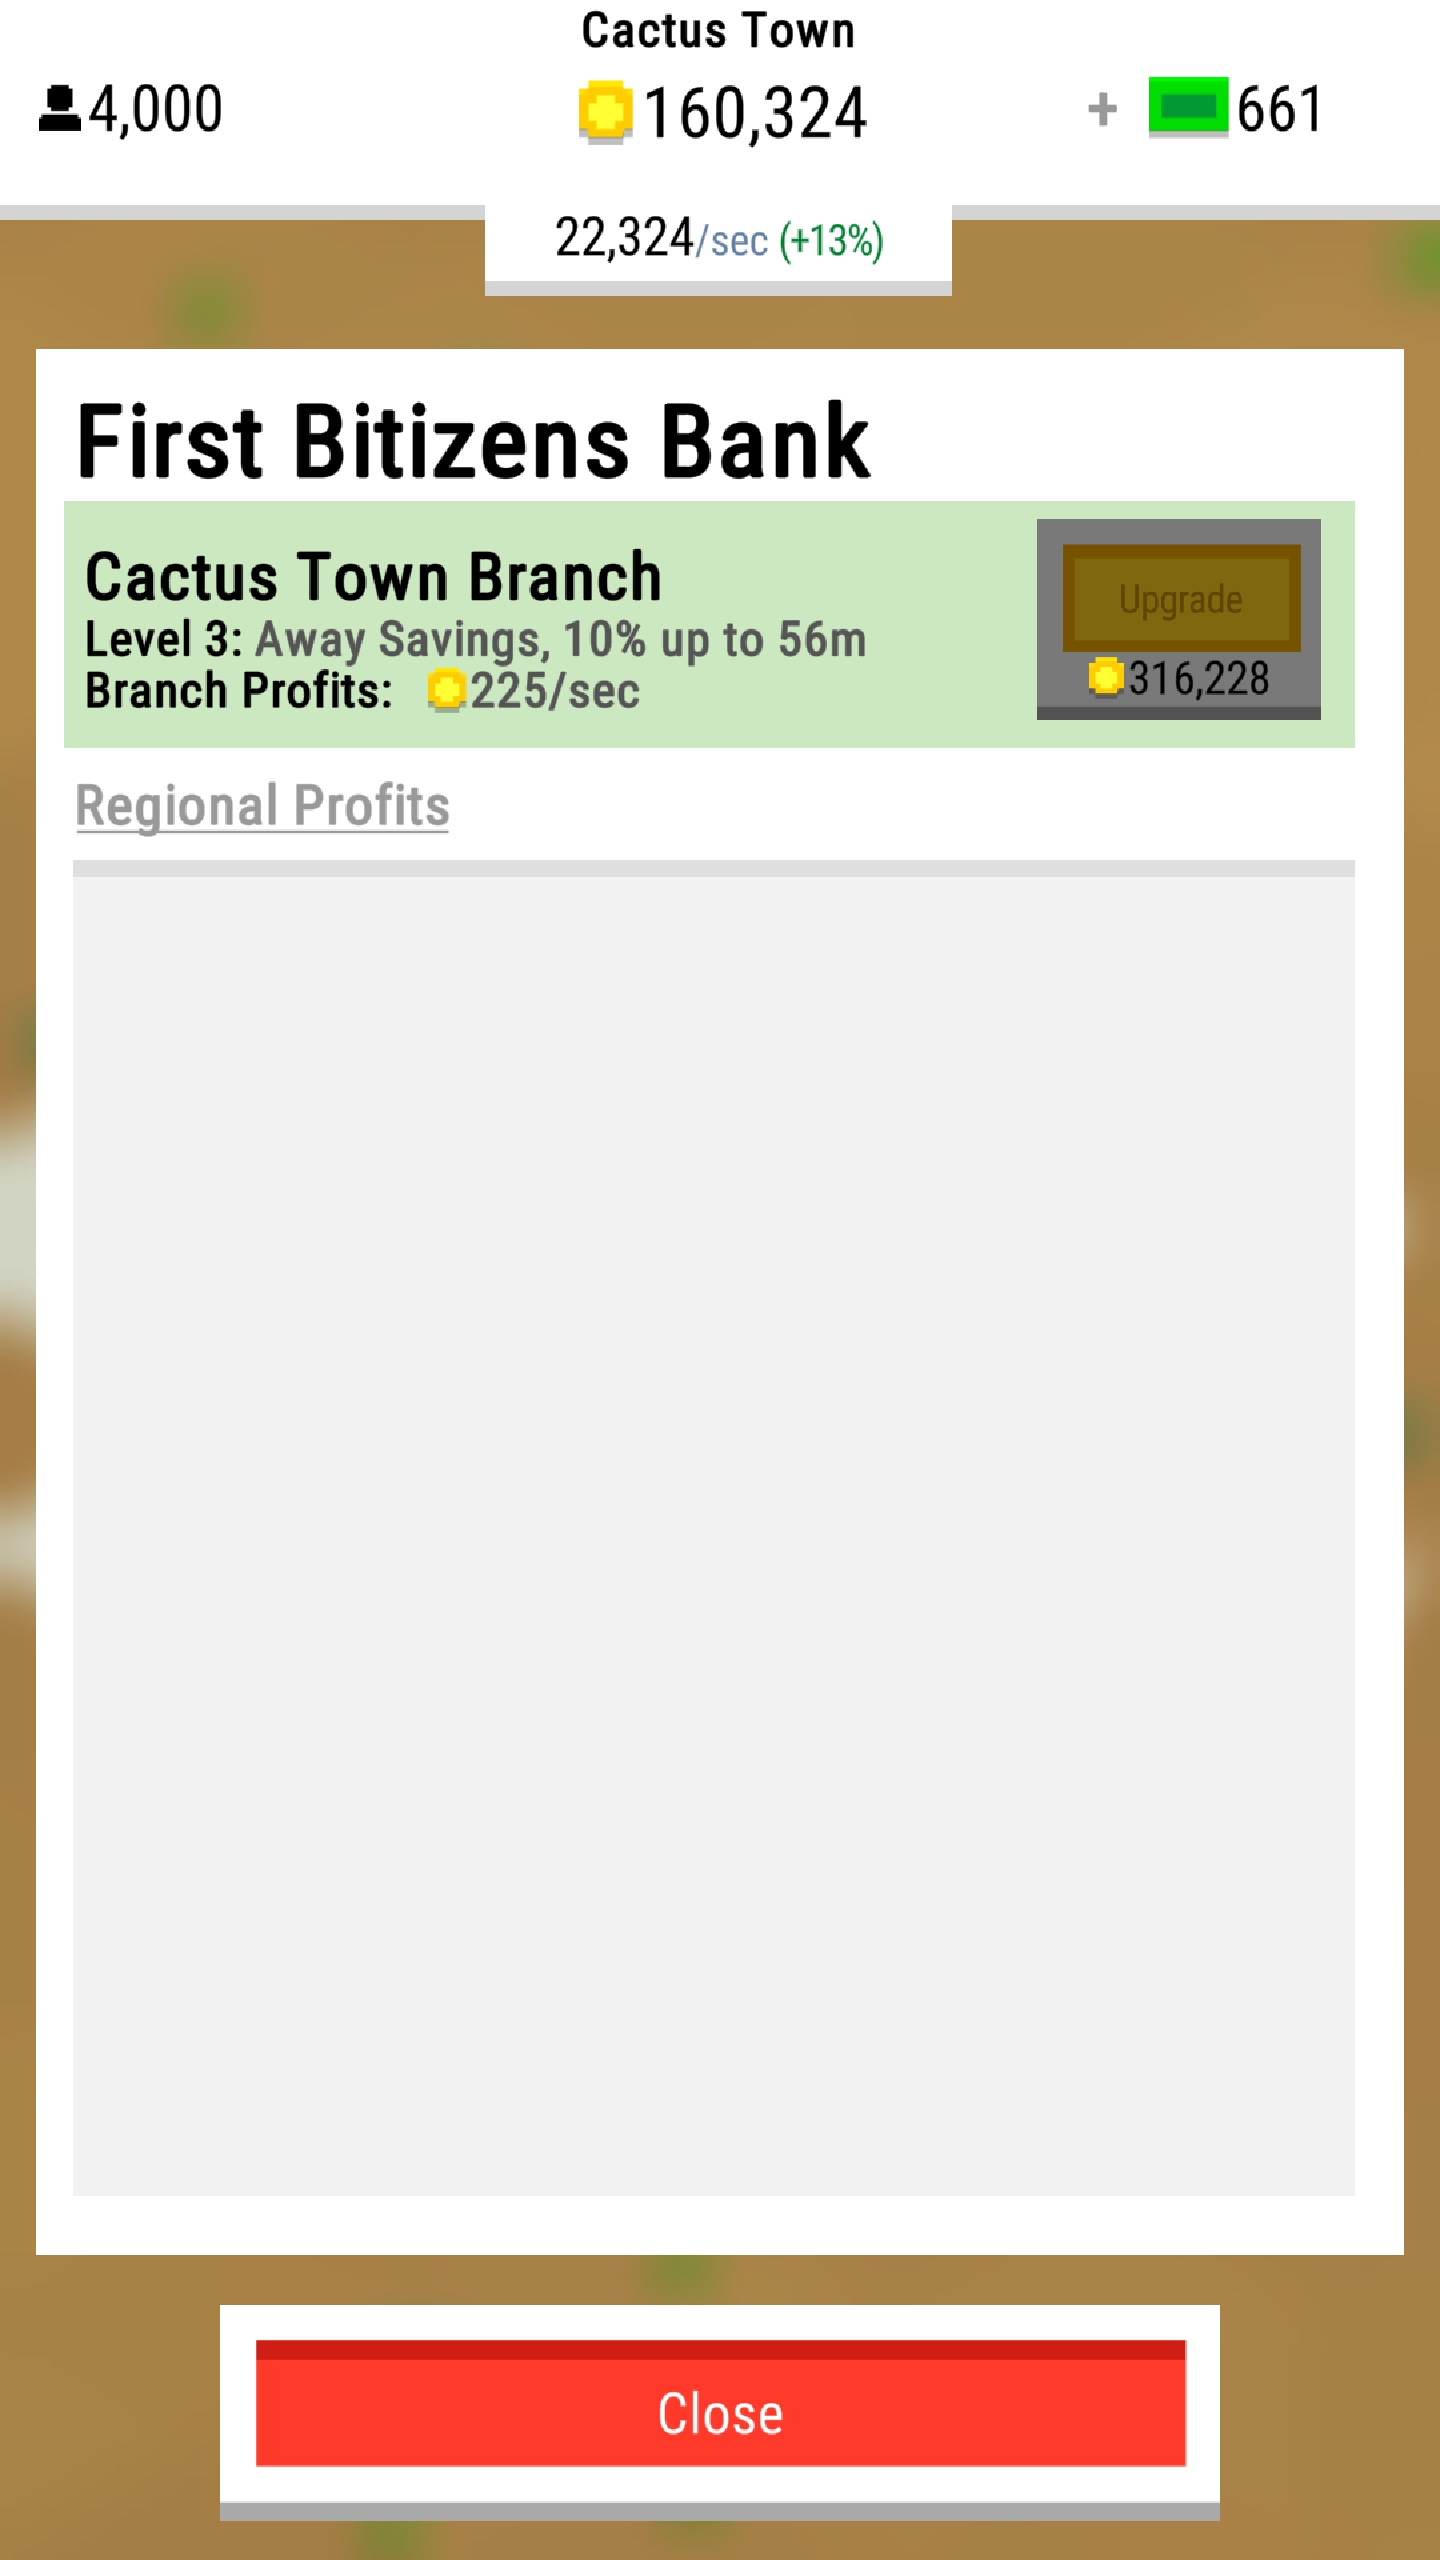 Cactus Town
4,000
160,324
+ 661
22,324/sec (+13%)
First Bitizens Bank
Cactus Town Branch
Level 3: Away Savings, 10% up to 56m
Branch Profits: 225/sec
Upgrade
316,228
Regional Profits
Close